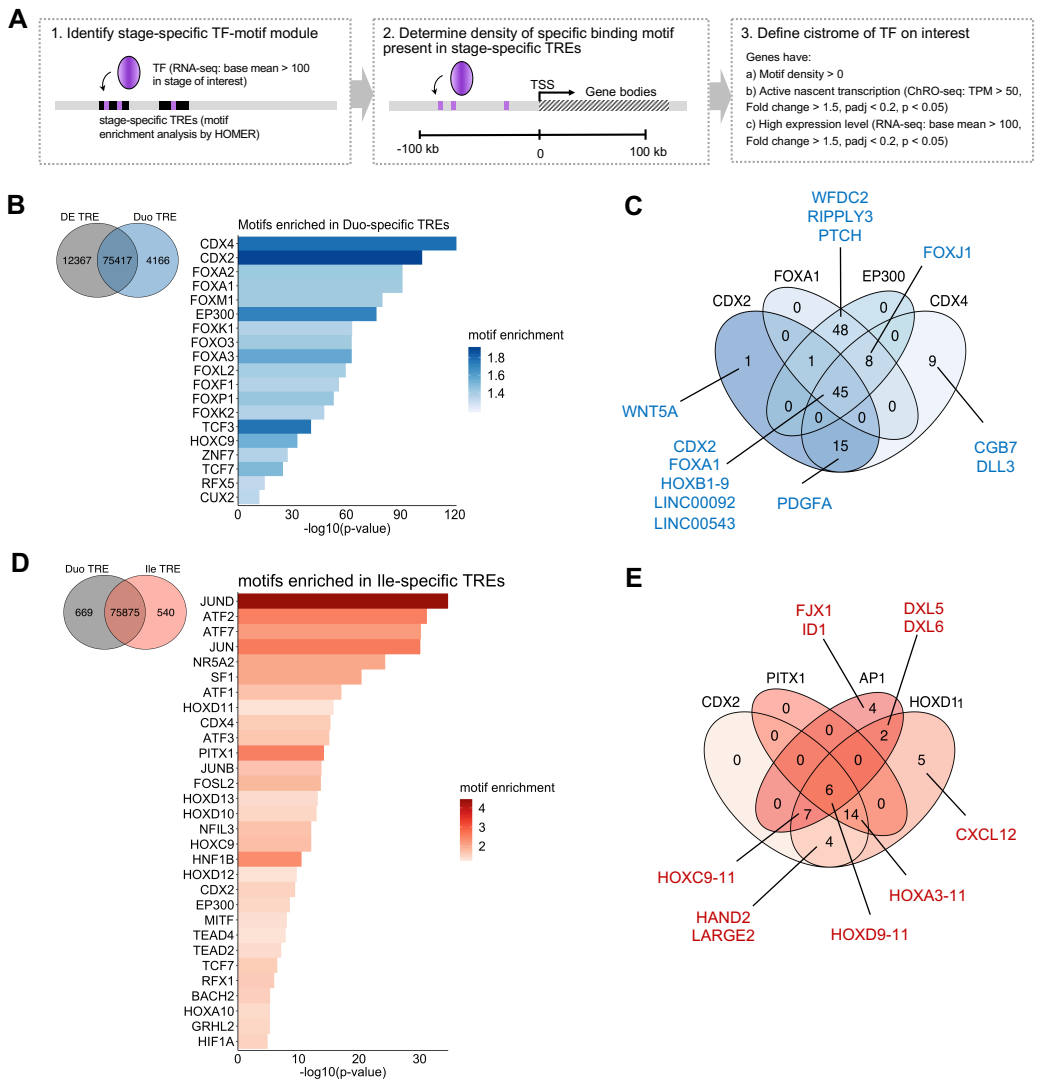 A
1. Identify stage-specific TF-motif module
TF (RNA-seq: base mean > 100
in stage of interest)
stage-specific TREs (motif
enrichment analysis by HOMER)
2. Determine density of specific binding motif
present in stage-specific TREs
TSS
Gene bodies
-100 kb
0
100 kb
3. Define cistrome of TF on interest
Genes have:
a) Motif density > 0
b) Active nascent transcription (ChRO-seq: TPM > 50,
Fold change > 1.5, padj < 0.2, p < 0.05)
c) High expression level (RNA-seq: base mean > 100,
Fold change > 1.5, padj < 0.2, p < 0.05)
B
DE TRE
Duo TRE
12367
75417
4166
Motifs enriched in Duo-specific TREs
CDX4
CDX2
FOXA2
FOXA1
FOXM1
EP300
FOXK1
FOXO3
FOXA3
FOXL2
FOXF1
FOXP1
FOXK2
TCF3
HOXC9
ZNF7
TCF7
RFX5
CUX2
0
30
60
90
120
-log10(p-value)
motif enrichment
1.8
1.6
1.4
C
WFDC2
RIPPLY3
PTCH
FOXJ1
FOXA1
EP300
CDX2
CDX4
0
0
0
48
0
1
1
8
9
45
0
0
0
0
15
WNT5A
CDX2
FOXA1
HOXB1-9
LINC00092
LINC00543
PDGFA
CGB7
DLL3
D
Duo TRE
Ile TRE
669
75875
540
motifs enriched in Ile-specific TREs
JUND
ATF2
ATF7
JUN
NR5A2
SF1
ATF1
HOXD11
CDX4
ATF3
PITX1
JUNB
FOSL2
HOXD13
HOXD10
NFIL3
HOXC9
HNF1B
HOXD12
CDX2
EP300
MITF
TEAD4
TEAD2
TCF7
RFX1
BACH2
HOXA10
GRHL2
HIF1A
0
10
20
30
-log10(p-value)
motif enrichment
4
3
2
E
FJX1
ID1
DXL5
DXL6
PITX1
AP1
CDX2
HOXD11
0
4
0
0
2
0
0
0
5
6
0
0
7
14
4
CXCL12
HOXC9-11
HOXA3-11
HAND2
LARGE2
HOXD9-11